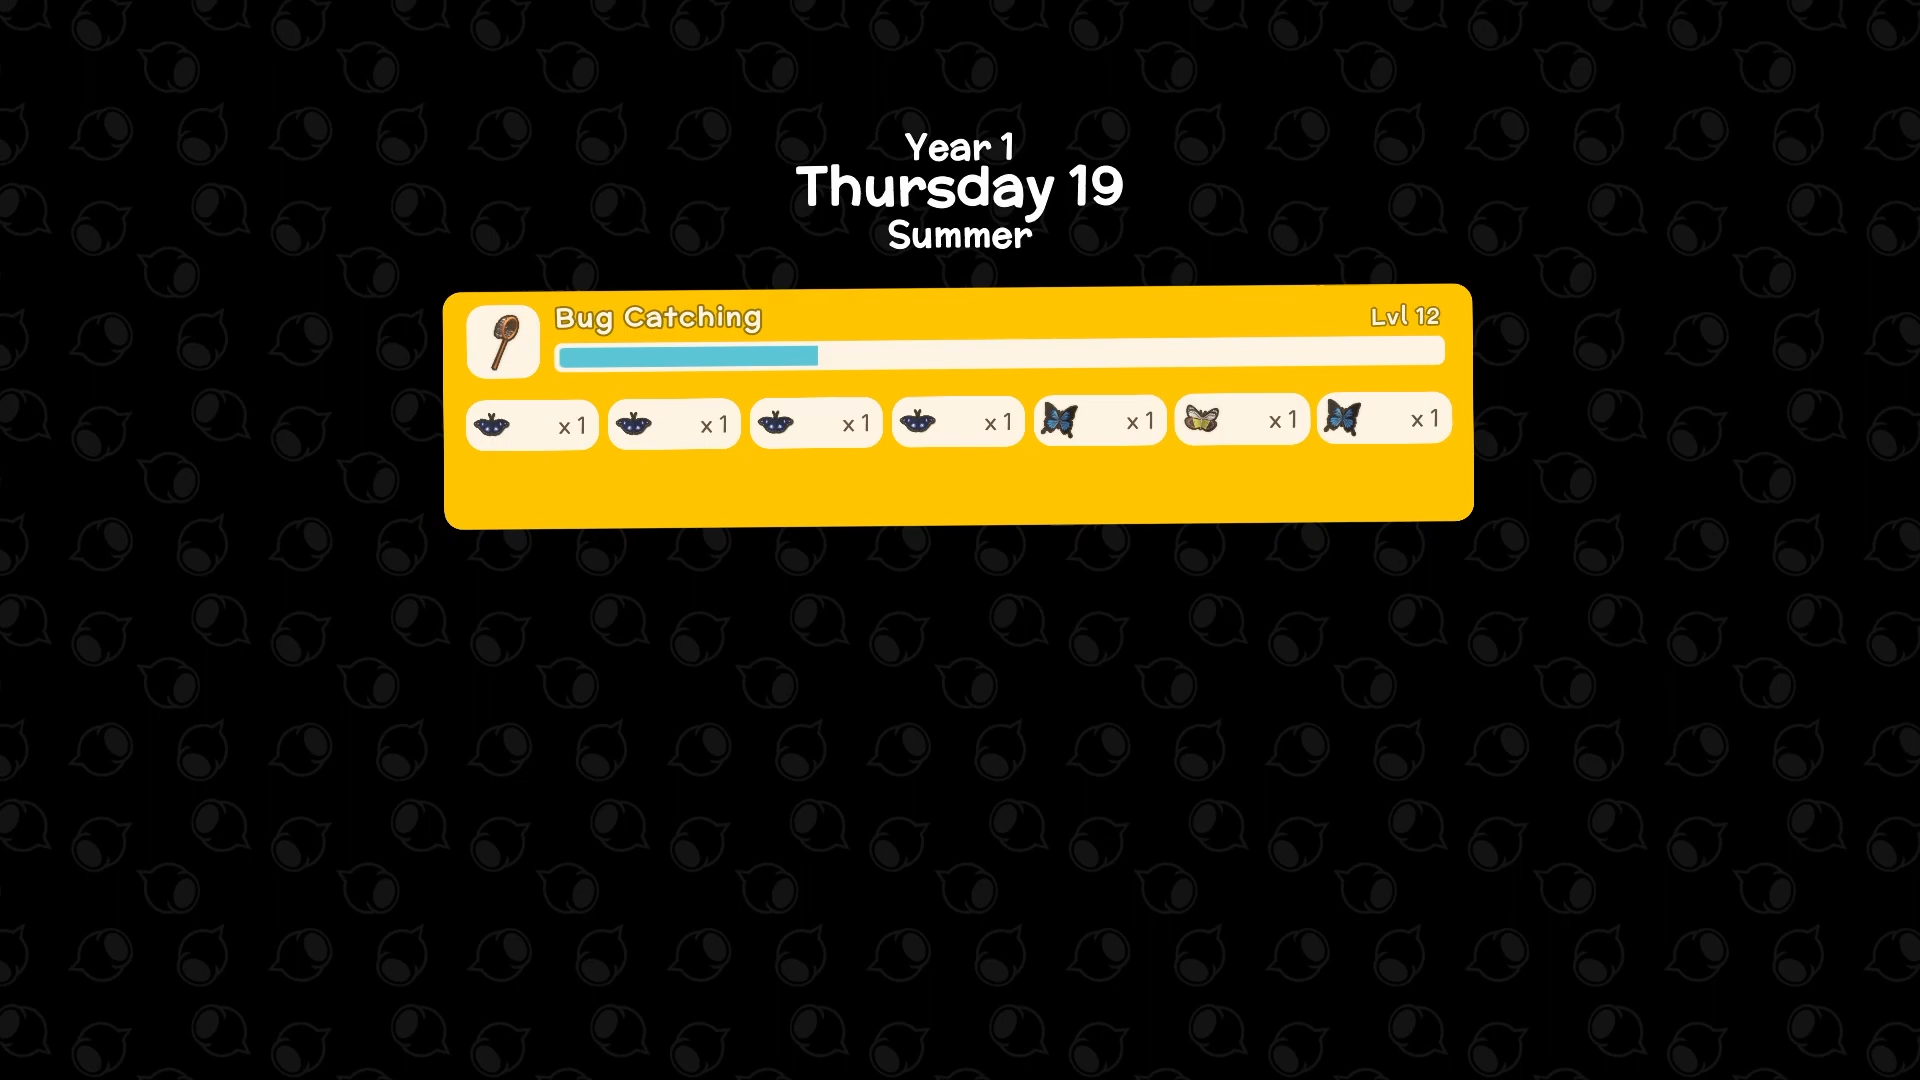 Year 1
Thursday 19
Summer
Bug Catching
Lvl 12
x 1
x 1
x 1
x 1
x 1
x 1
x 1